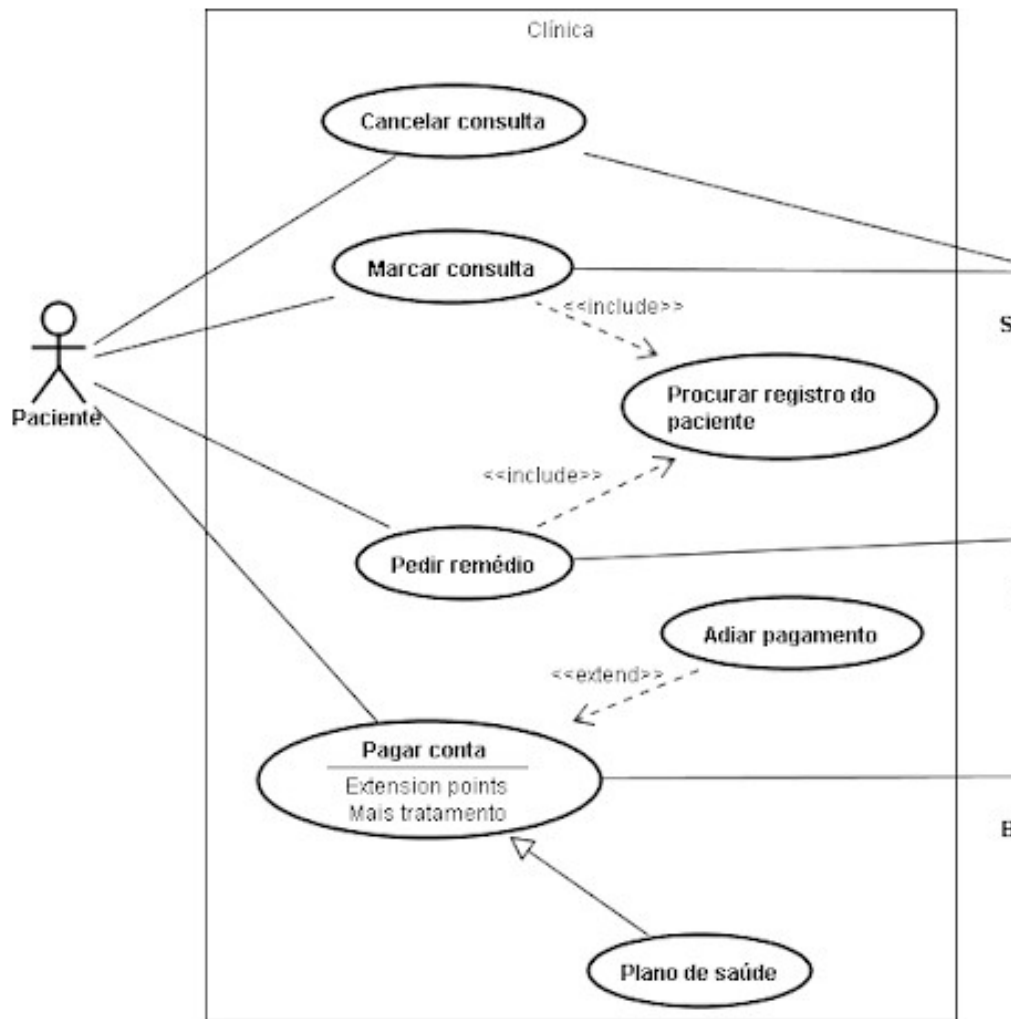 Clínica
Cancelar consulta
Marcar consulta
<<include>>
S
Procurar registro do
paciente
Paciente
<<include>>
Pedir remédio
Adiar pagamento
<<extend>>
Pagar conta
Extension points
Mais tratamento
B
Plano de saúde